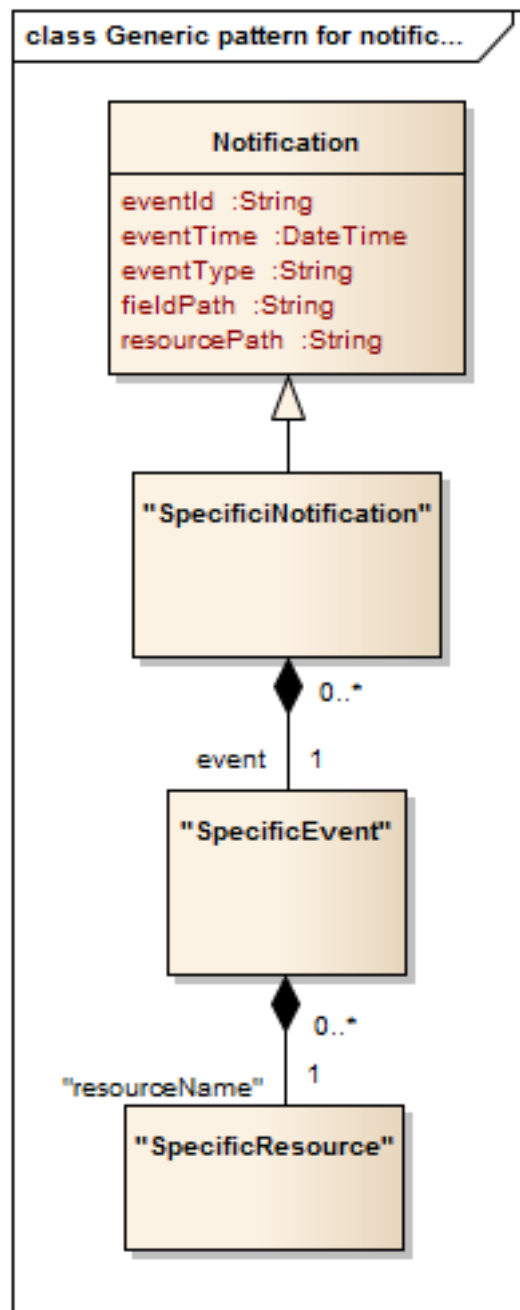 class Generic pattern for notific...
Notification
eventId :String
eventTime :DateTime
eventType :String
fieldPath :String
resourcePath :String
"SpecificiNotification"
0..*
event 1
"SpecificEvent"
0..*
1
"resourceName"
"SpecificResource"